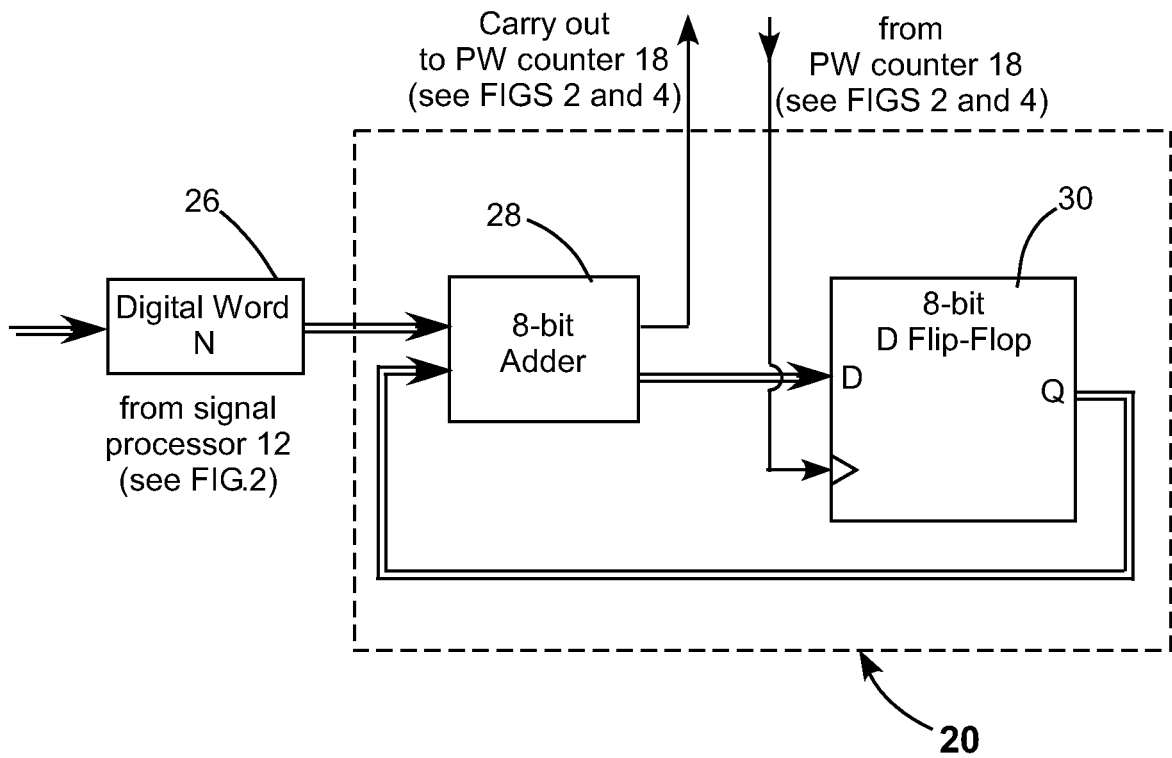 Carry out
to PW counter 18
(see FIGS 2 and 4)
from
PW counter 18
(see FIGS 2 and 4)
26
28
30
Digital Word
N
8-bit
Adder
8-bit
D Flip-Flop
D
Q
from signal
processor 12
(see FIG.2)
20